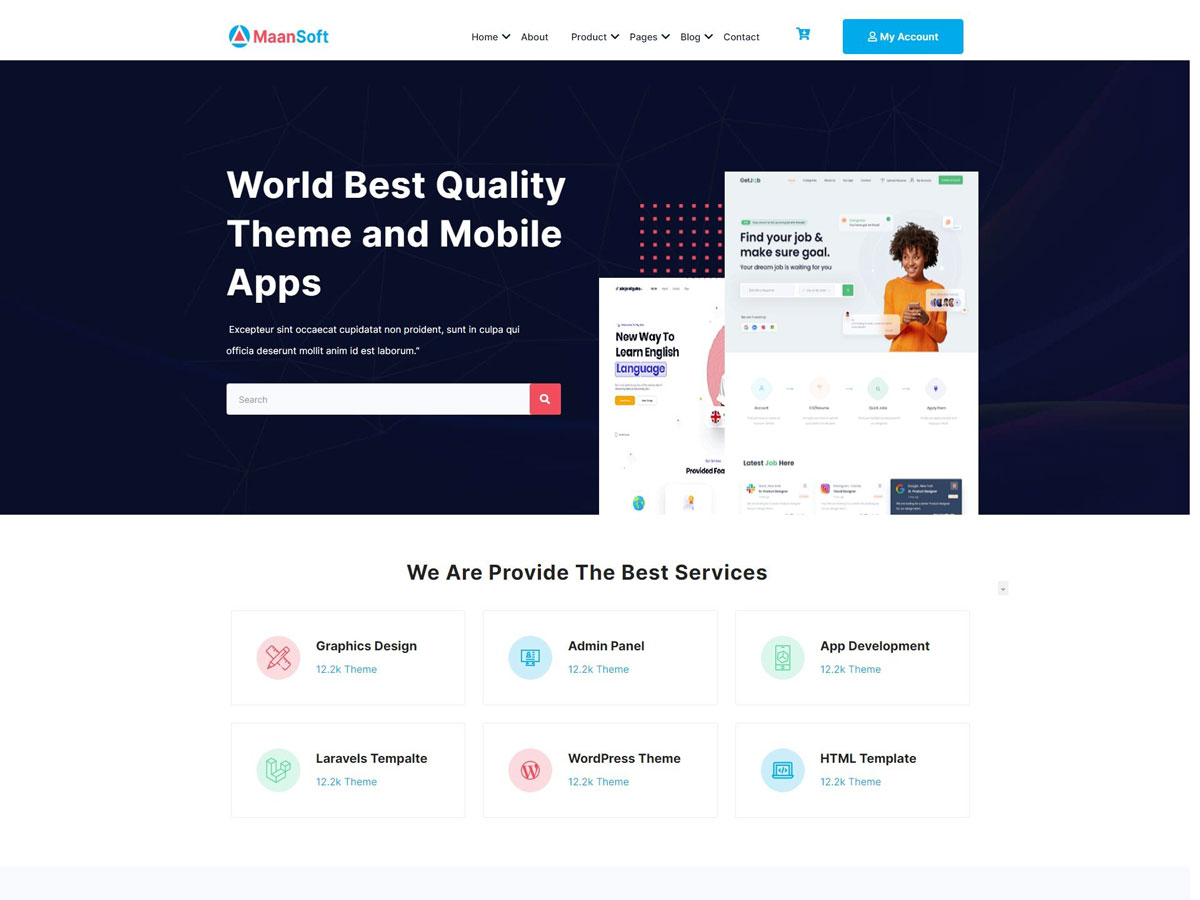 MaanSoft
Home About Product Pages Blog Contact
My Account
World Best Quality
Theme and Mobile
Apps
Excepteur sint occaecat cupidatat non proident, sunt in culpa qui
officia deserunt mollit anim id est laborum.”
Search
GetJob
Find your job &
make sure goal.
Your dream job is waiting for you
New Way To
Learn English
Language
Account
Quick Jobs
Apply them
Provided Fea
Latest Job Here
We Are Provide The Best Services
Graphics Design
12.2k Theme
Admin Panel
12.2k Theme
App Development
12.2k Theme
Laravels Tempalte
12.2k Theme
WordPress Theme
12.2k Theme
HTML Template
12.2k Theme